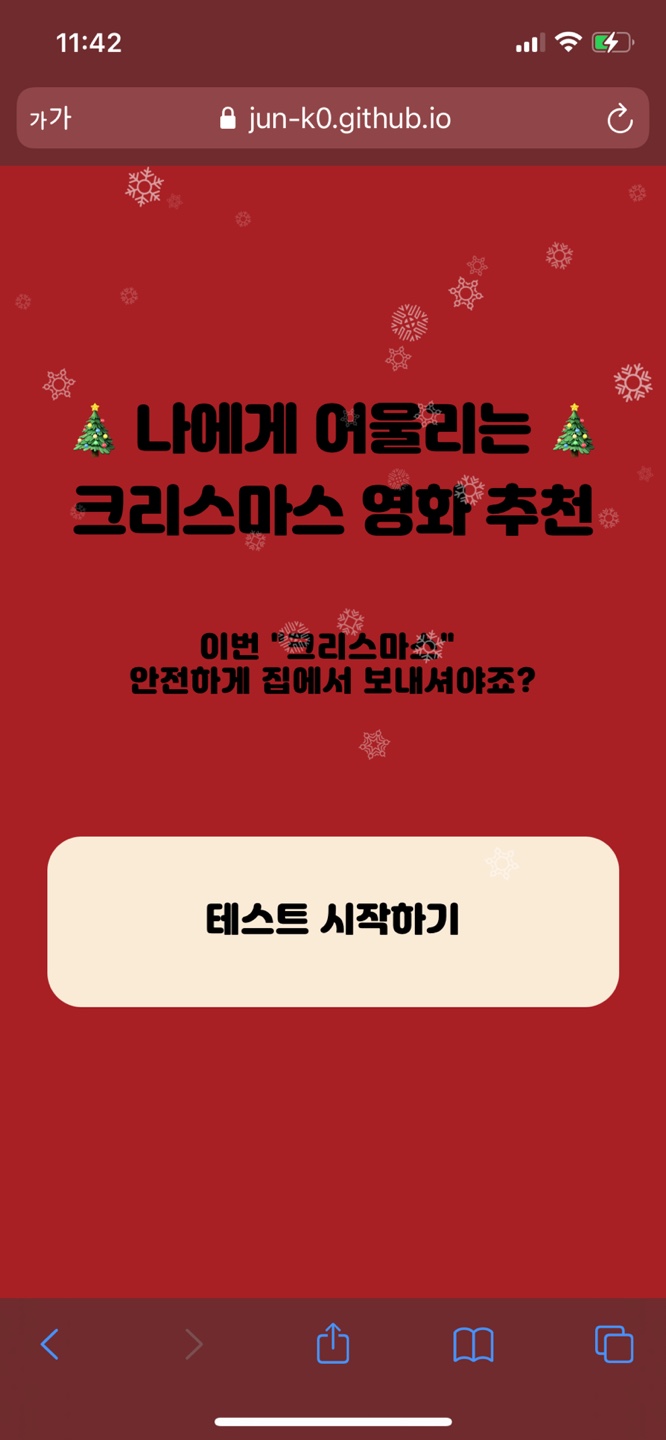 11:42
가가 jun-k0.github.io
🎄 나에게 어울리는 🎄
크리스마스 영화 추천
이번 "크리스마스"
안전하게 집에서 보내셔야죠?
테스트 시작하기